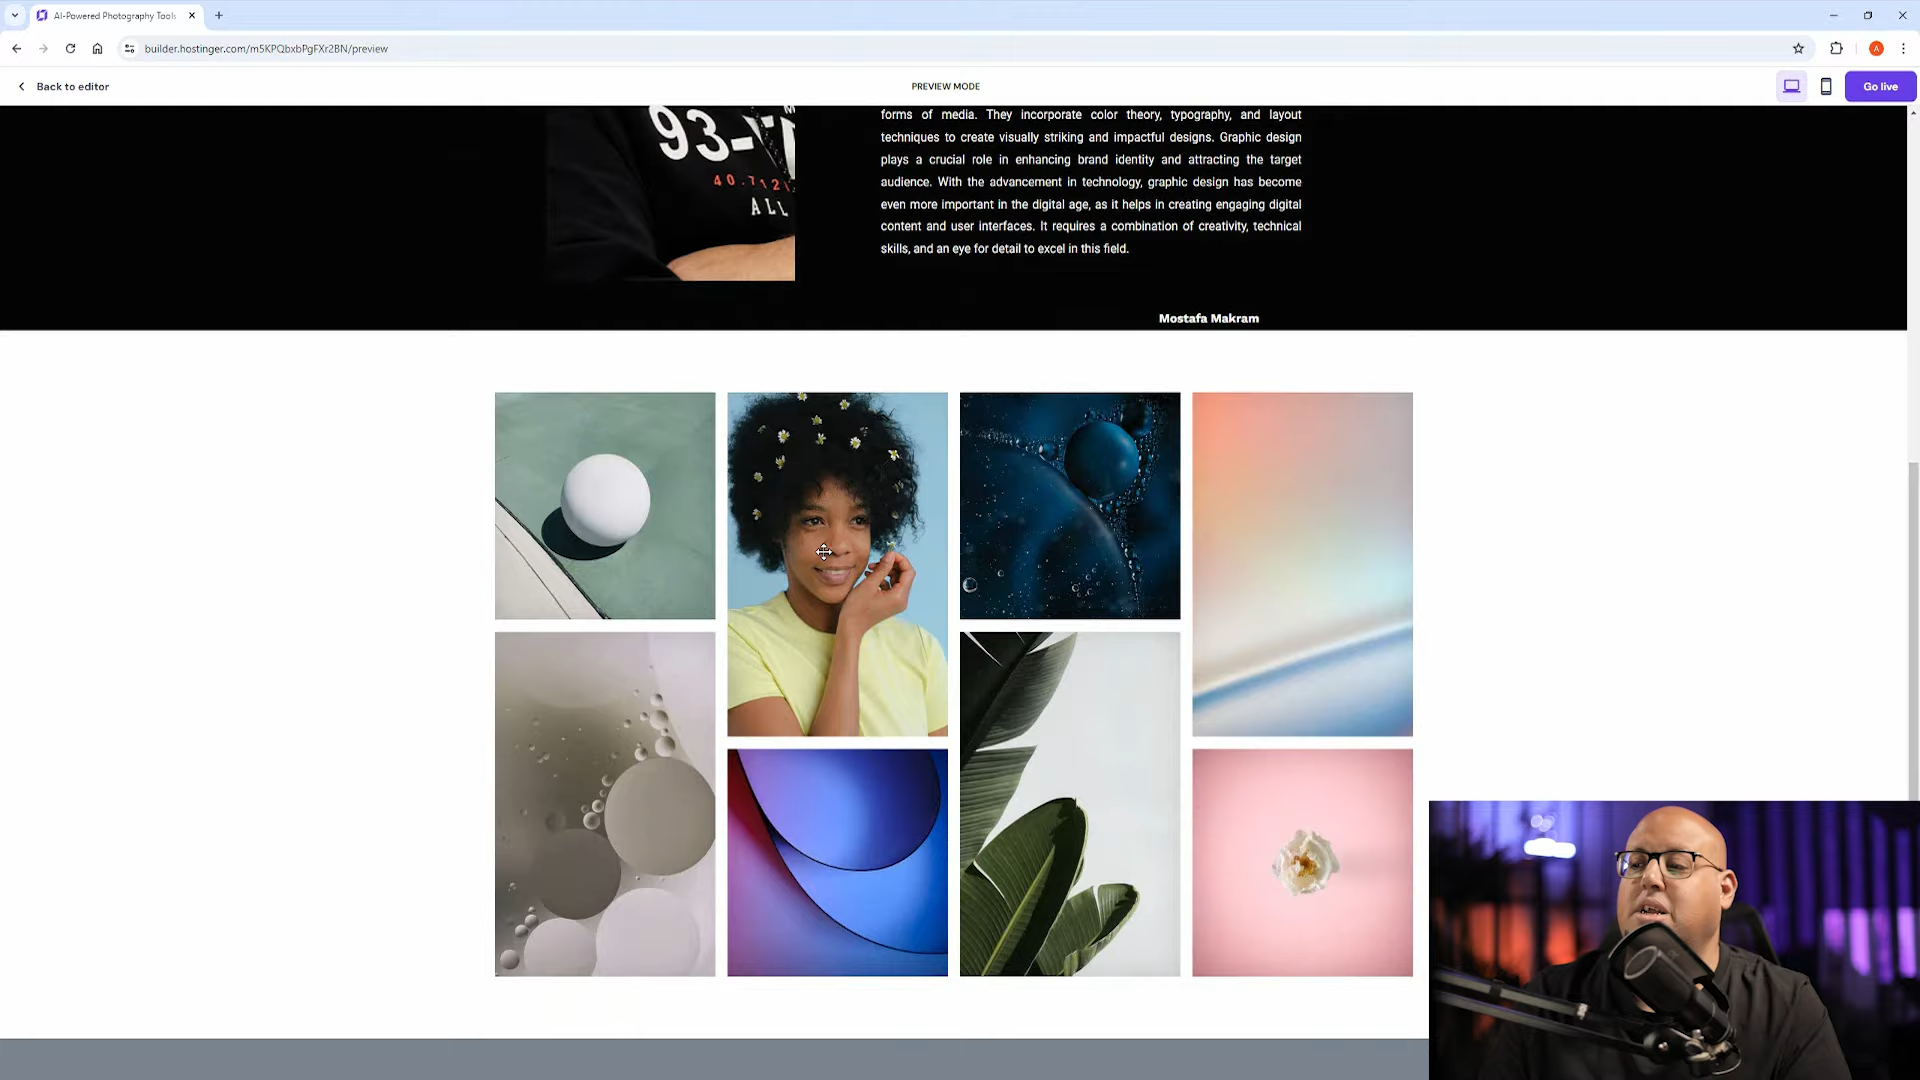 AI-Powered Photography Tools
builder.hostinger.com/m5KPQbxbPgFXr2BN/preview
A
Back to editor
PREVIEW MODE
Go live
93-
40.712
ALL
forms of media. They incorporate color theory, typography, and layout
techniques to create visually striking and impactful designs. Graphic design
plays a crucial role in enhancing brand identity and attracting the target
audience. With the advancement in technology, graphic design has become
even more important in the digital age, as it helps in creating engaging digital
content and user interfaces. It requires a combination of creativity, technical
skills, and an eye for detail to excel in this field.
Mostafa Makram